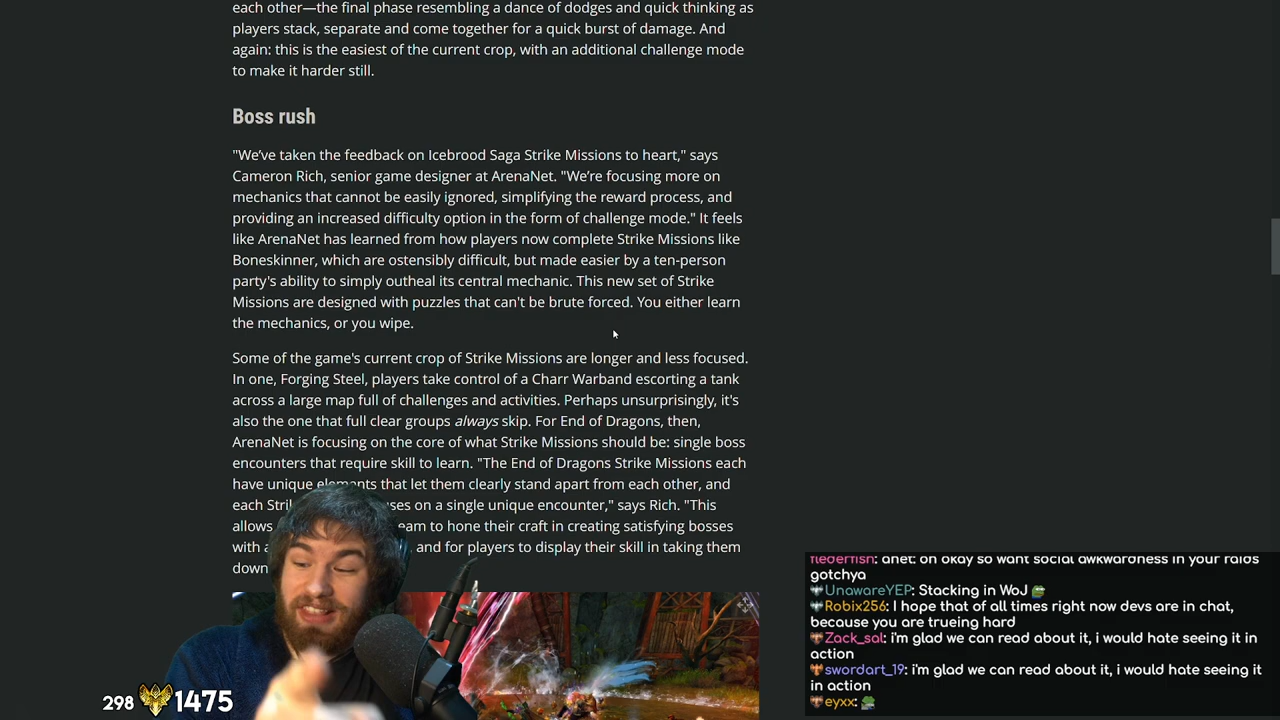 each other—the final phase resembling a dance of dodges and quick thinking as
players stack, separate and come together for a quick burst of damage. And
again: this is the easiest of the current crop, with an additional challenge mode
to make it harder still.
Boss rush
"We've taken the feedback on Icebrood Saga Strike Missions to heart," says
Cameron Rich, senior game designer at ArenaNet. "We're focusing more on
mechanics that cannot be easily ignored, simplifying the reward process, and
providing an increased difficulty option in the form of challenge mode." It feels
like ArenaNet has learned from how players now complete Strike Missions like
Boneskinner, which are ostensibly difficult, but made easier by a ten-person
party's ability to simply outheal its central mechanic. This new set of Strike
Missions are designed with puzzles that can't be brute forced. You either learn
the mechanics, or you wipe.
Some of the game's current crop of Strike Missions are longer and less focused.
In one, Forging Steel, players take control of a Charr Warband escorting a tank
across a large map full of challenges and activities. Perhaps unsurprisingly, it's
also the one that full clear groups always skip. For End of Dragons, then,
ArenaNet is focusing on the core of what Strike Missions should be: single boss
encounters that require skill to learn. "The End of Dragons Strike Missions each
have unique elements that let them clearly stand apart from each other, and
each on a single unique encounter," says Rich. "This
allows to hone their craft in creating satisfying bosses
with and for players to display their skill in taking them
down
flederfish: anet: oh okay so want social awkwardness in your raids
gotchya
UnawareYEP: Stacking in WoJ
Robix256: I hope that of all times right now devs are in chat,
because you are trueing hard
Zack_sal: i'm glad we can read about it, i would hate seeing it in
action
swordart_19: i'm glad we can read about it, i would hate seeing it
in action
eyxx:
298 1475